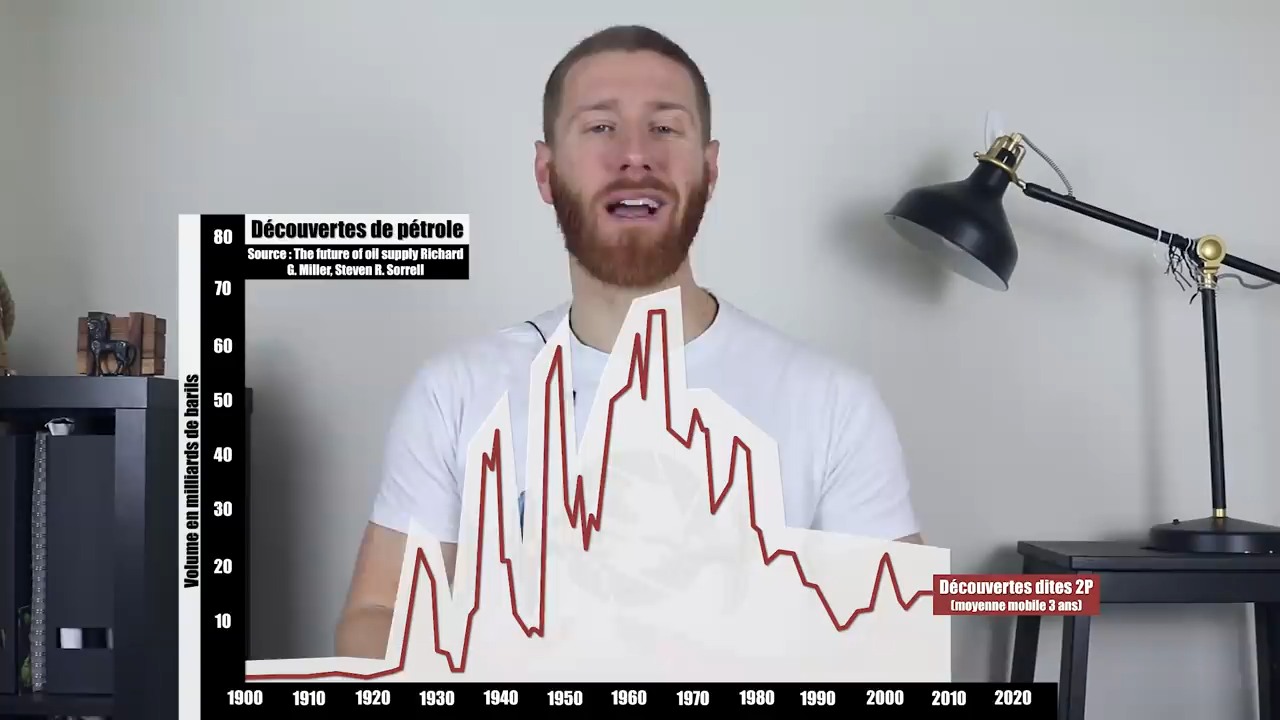 Découvertes de pétrole
Source : The future of oil supply Richard
G. Miller, Steven R. Sorrell
Volume en milliards de barils
80
70
60
50
40
30
20
10
Découvertes dites 2P
(moyenne mobile 3 ans)
1900 1910 1920 1930 1940 1950 1960 1970 1980 1990 2000 2010 2020